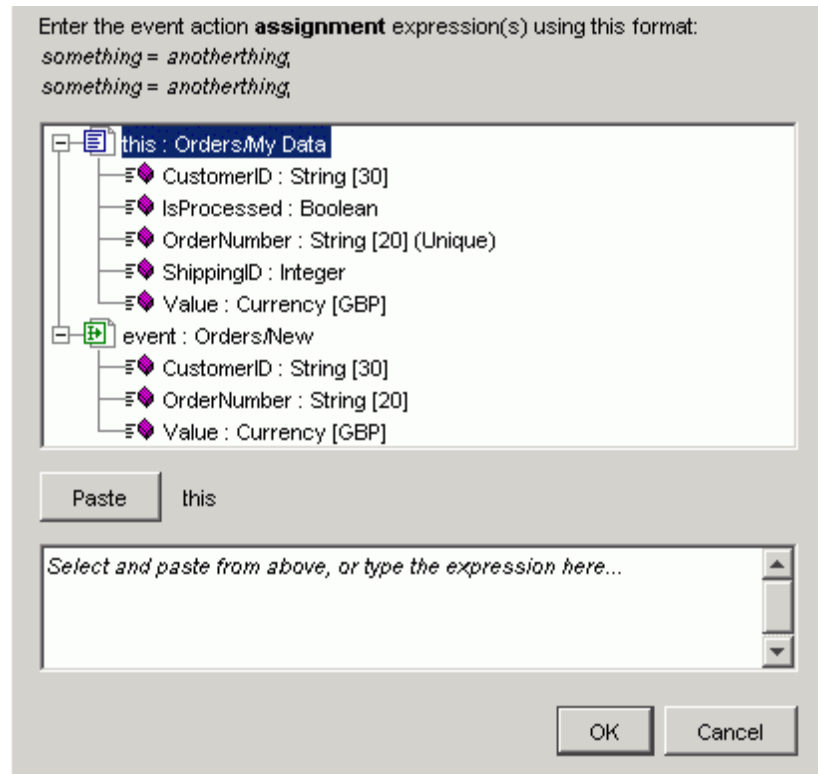 Enter the event action assignment expression(s) using this format:
something = anotherthing;
something = anotherthing;
this : Orders/My Data
CustomerID : String [30]
IsProcessed : Boolean
OrderNumber : String [20] (Unique)
ShippingID : Integer
Value : Currency [GBP]
event : Orders/New
CustomerID : String [30]
OrderNumber : String [20]
Value : Currency [GBP]
Paste this
Select and paste from above, or type the expression here...
OK Cancel